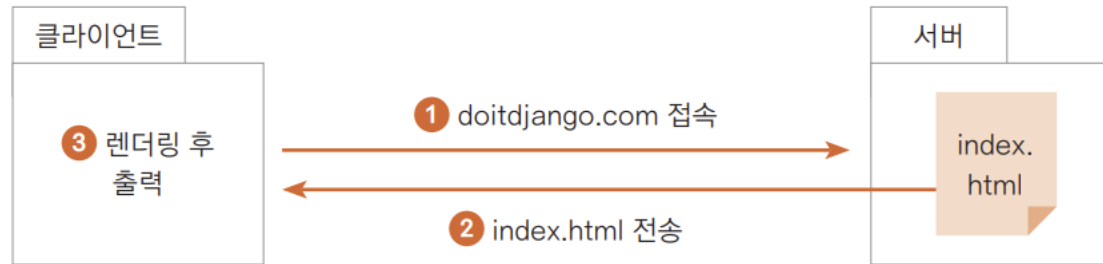 클라이언트
서버
1 doitdjango.com 접속
3 렌더링 후
출력
index.
html
2 index.html 전송